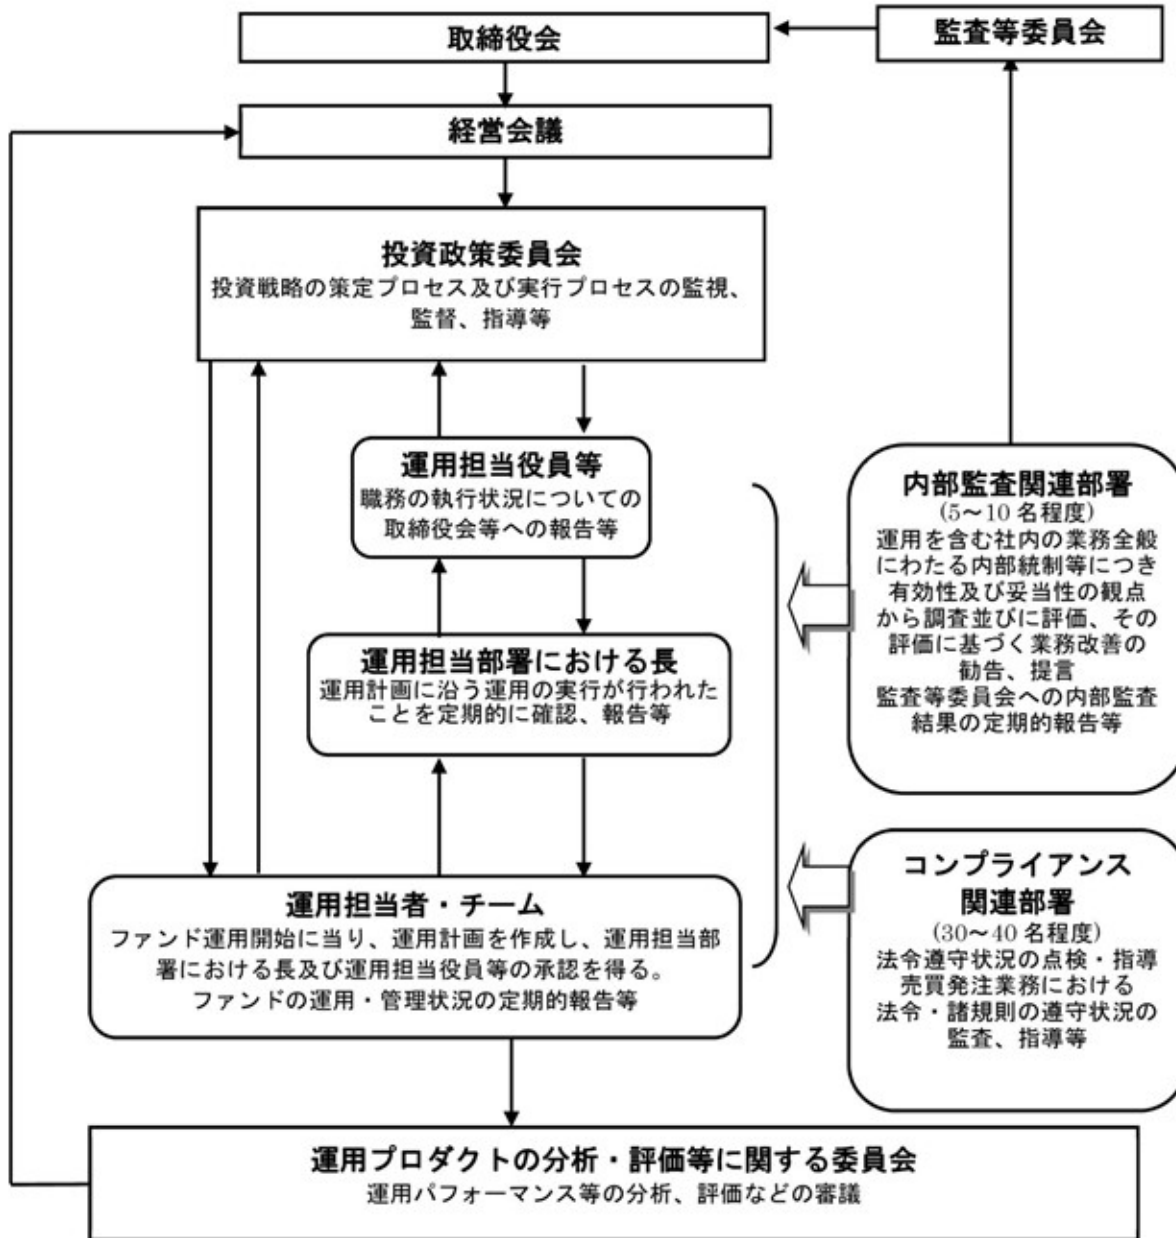 取締役会
監査等委員会
経営会議
投資政策委員会
投資戦略の策定プロセス及び実行プロセスの監視、
監督、指導等
運用担当役員等
職務の執行状況についての
取締役会等への報告等
運用担当部署における長
運用計画に沿う運用の実行が行われた
ことを定期的に確認、報告等
運用担当者・チーム
ファンド運用開始に当り、運用計画を作成し、運用担当部
署における長及び運用担当役員等の承認を得る。
ファンドの運用・管理状況の定期的報告等
内部監査関連部署
(5～10 名程度)
運用を含む社内の業務全般
にわたる内部統制等につき
有効性及び妥当性の観点
から調査並びに評価、その
評価に基づく業務改善の
勧告、提言
監査等委員会への内部監査
結果の定期的報告等
コンプライアンス
関連部署
(30～40 名程度)
法令遵守状況の点検・指導
売買発注業務における
法令・諸規則の遵守状況の
監査、指導等
運用プロダクトの分析・評価等に関する委員会
運用パフォーマンス等の分析、評価などの審議